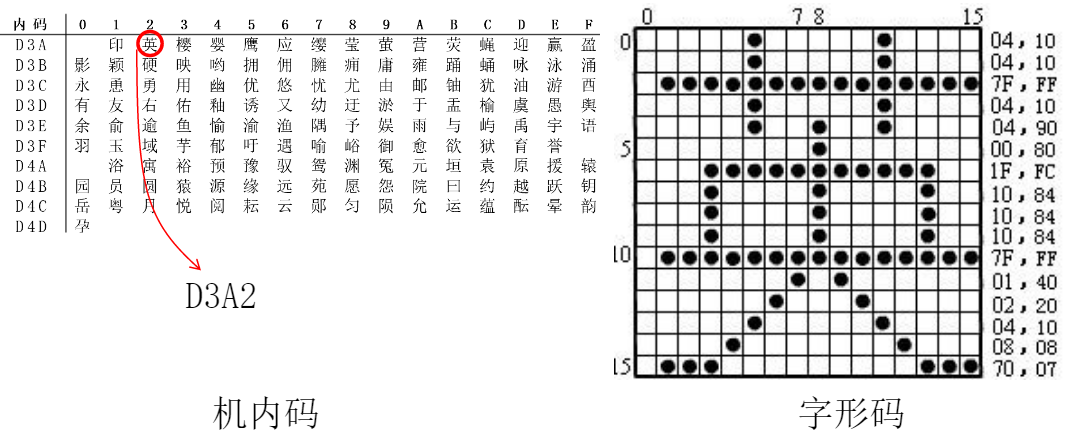 内码 0 1 2 3 4 5 6 7 8 9 A B C D E F
D3A 印 英 樱 婴 鹰 应 缨 莹 萤 营 荧 蝇 迎 赢 盈
D3B 影 颖 硬 映 哟 拥 佣 臃 痈 庸 雍 踊 蛹 咏 泳 涌
D3C 永 恿 勇 用 幽 优 悠 忧 尤 由 邮 铀 犹 油 游 酉
D3D 有 友 右 佑 釉 诱 又 幼 迂 淤 于 盂 榆 虞 愚 舆
D3E 余 俞 逾 鱼 愉 渝 渔 隅 予 娱 雨 与 屿 禹 宇 语
D3F 羽 玉 域 芋 郁 吁 遇 喻 峪 御 愈 欲 狱 育 誉
D4A 浴 寓 裕 预 豫 驭 鸳 渊 冤 元 垣 袁 原 援 辕
D4B 园 员 圆 猿 源 缘 远 苑 愿 怨 院 曰 约 越 跃 钥
D4C 岳 粤 月 悦 阅 耘 云 郧 匀 陨 允 运 蕴 酝 晕 韵
D4D 孕
D3A2
机内码
0 7 8 15
0 04,10
04,10
7F,FF
04,10
04,90
5 00,80
1F,FC
10,84
10,84
10,84
10 7F,FF
01,40
02,20
04,10
08,08
15 70,07
字形码